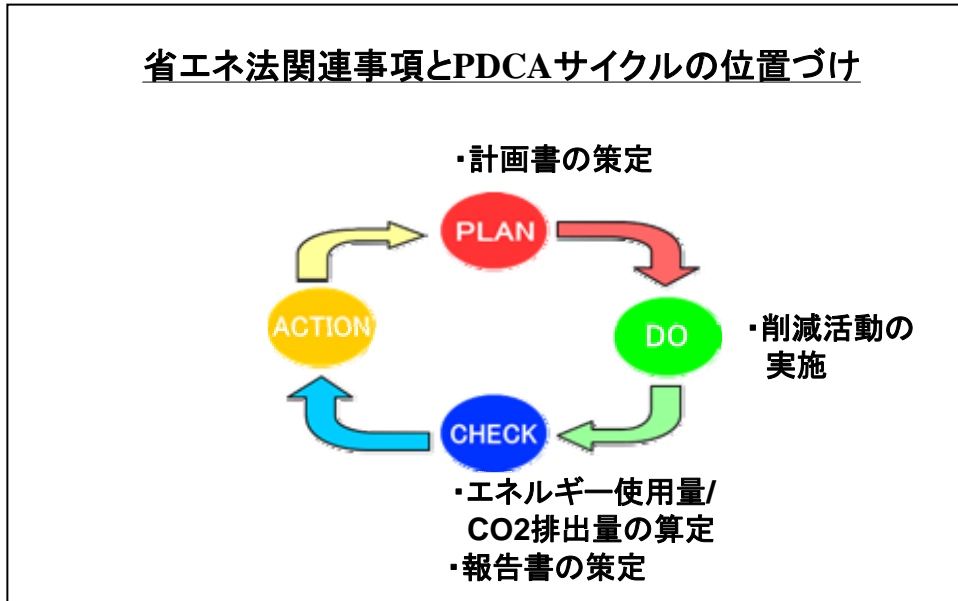 省エネ法関連事項とPDCAサイクルの位置づけ
・計画書の策定
PLAN
ACTION
DO
・削減活動の
実施
CHECK
・エネルギー使用量/
CO2排出量の算定
・報告書の策定